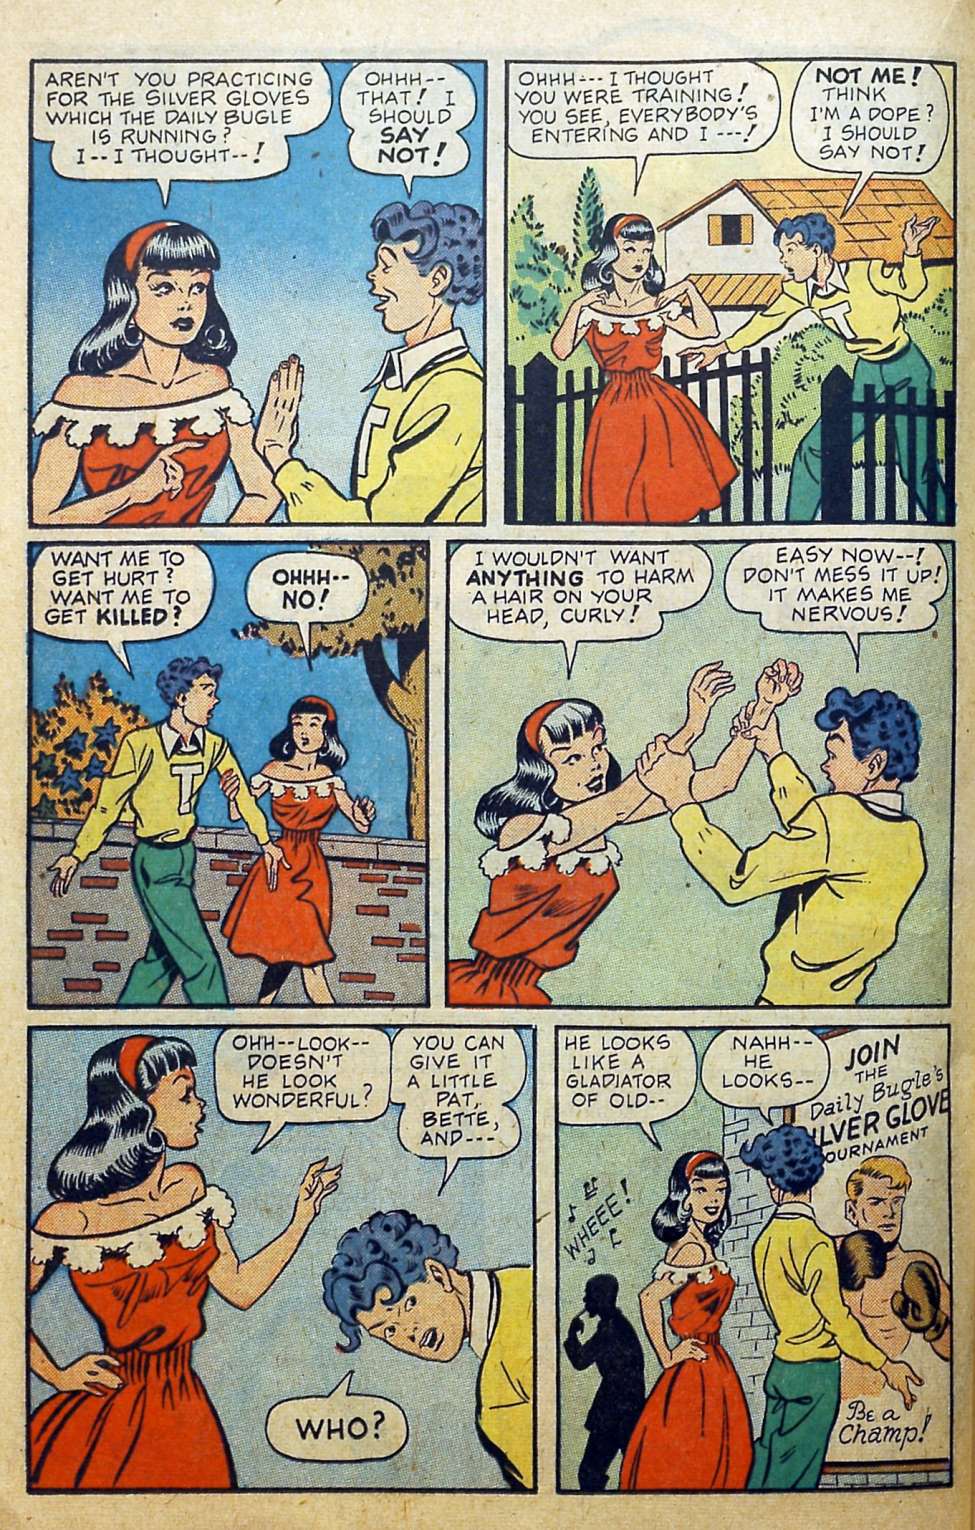 AREN'T YOU PRACTICING
FOR THE SILVER GLOVES
WHICH THE DAILY BUGLE
IS RUNNING?
I--I THOUGHT--!
OHHH--
THAT! I
SHOULD
SAY
NOT!
T
OHHH---I THOUGHT
YOU WERE TRAINING!
YOU SEE, EVERYBODY'S
ENTERING AND I ---!
NOT ME!
THINK
I'M A DOPE?
I SHOULD
SAY NOT!
T
WANT ME TO
GET HURT?
WANT ME TO
GET KILLED?
OHHH--
NO!
T
I WOULDN'T WANT
ANYTHING TO HARM
A HAIR ON YOUR
HEAD, CURLY!
EASY NOW--!
DON'T MESS IT UP!
IT MAKES ME
NERVOUS!
OHH--LOOK--
DOESN'T
HE LOOK
WONDERFUL?
YOU CAN
GIVE IT
A LITTLE
PAT,
BETTE,
AND----
WHO?
HE LOOKS
LIKE A
GLADIATOR
OF OLD--
NAHH--
HE
LOOKS--
WHEEE!
JOIN
THE
Daily Bugle's
SILVER GLOVE
TOURNAMENT
BE a
Champ!